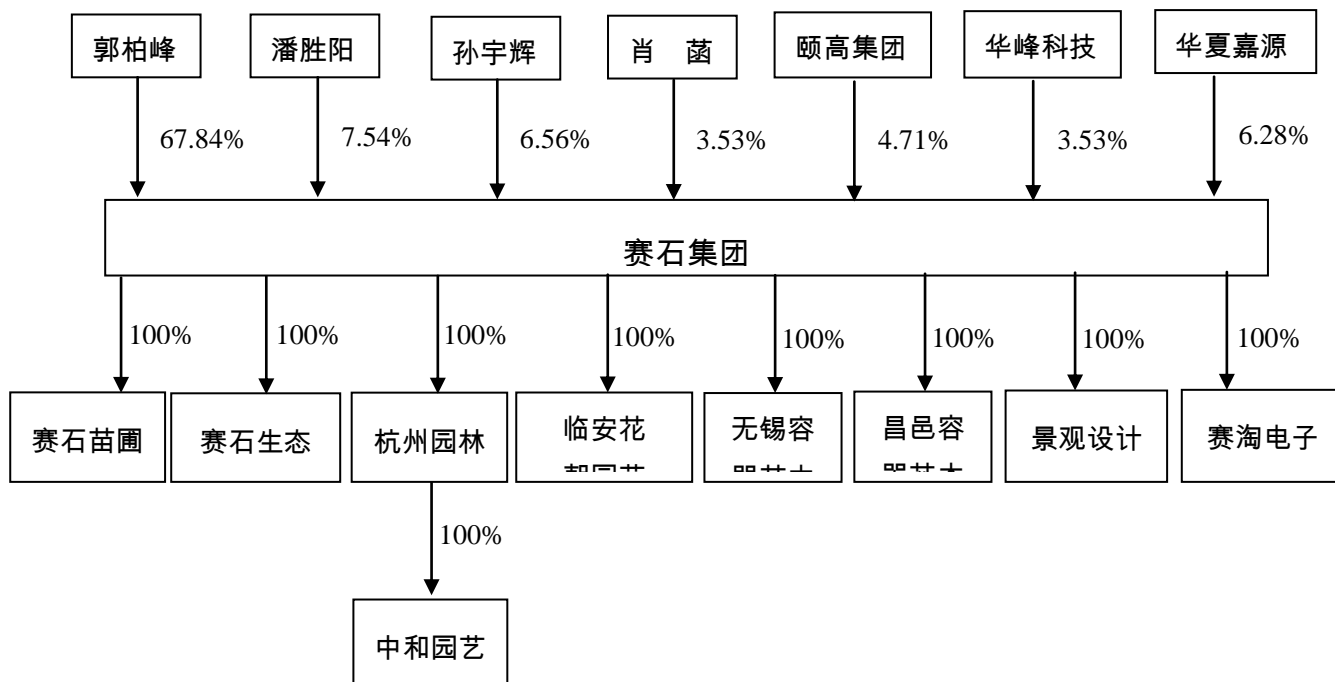 郭柏峰 潘胜阳 孙宇辉 肖 菡 颐高集团 华峰科技 华夏嘉源
67.84% 7.54% 6.56% 3.53% 4.71% 3.53% 6.28%
赛石集团
100% 100% 100% 100% 100% 100% 100% 100%
赛石苗圃 赛石生态 杭州园林 临安花 无锡容 昌邑容 景观设计 赛淘电子
100%
中和园艺